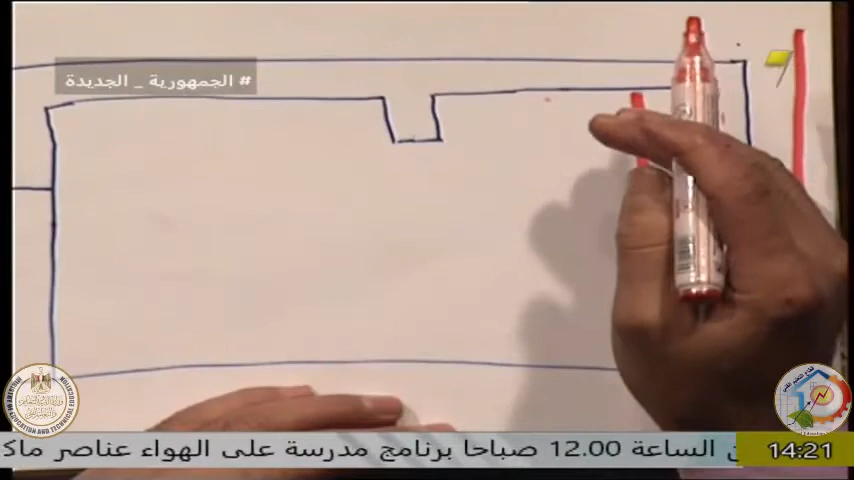 # الجمهورية _ الجديدة
الساعة 12.00 صباحا برنامج مدرسة على الهواء عناصر ماك
14:21